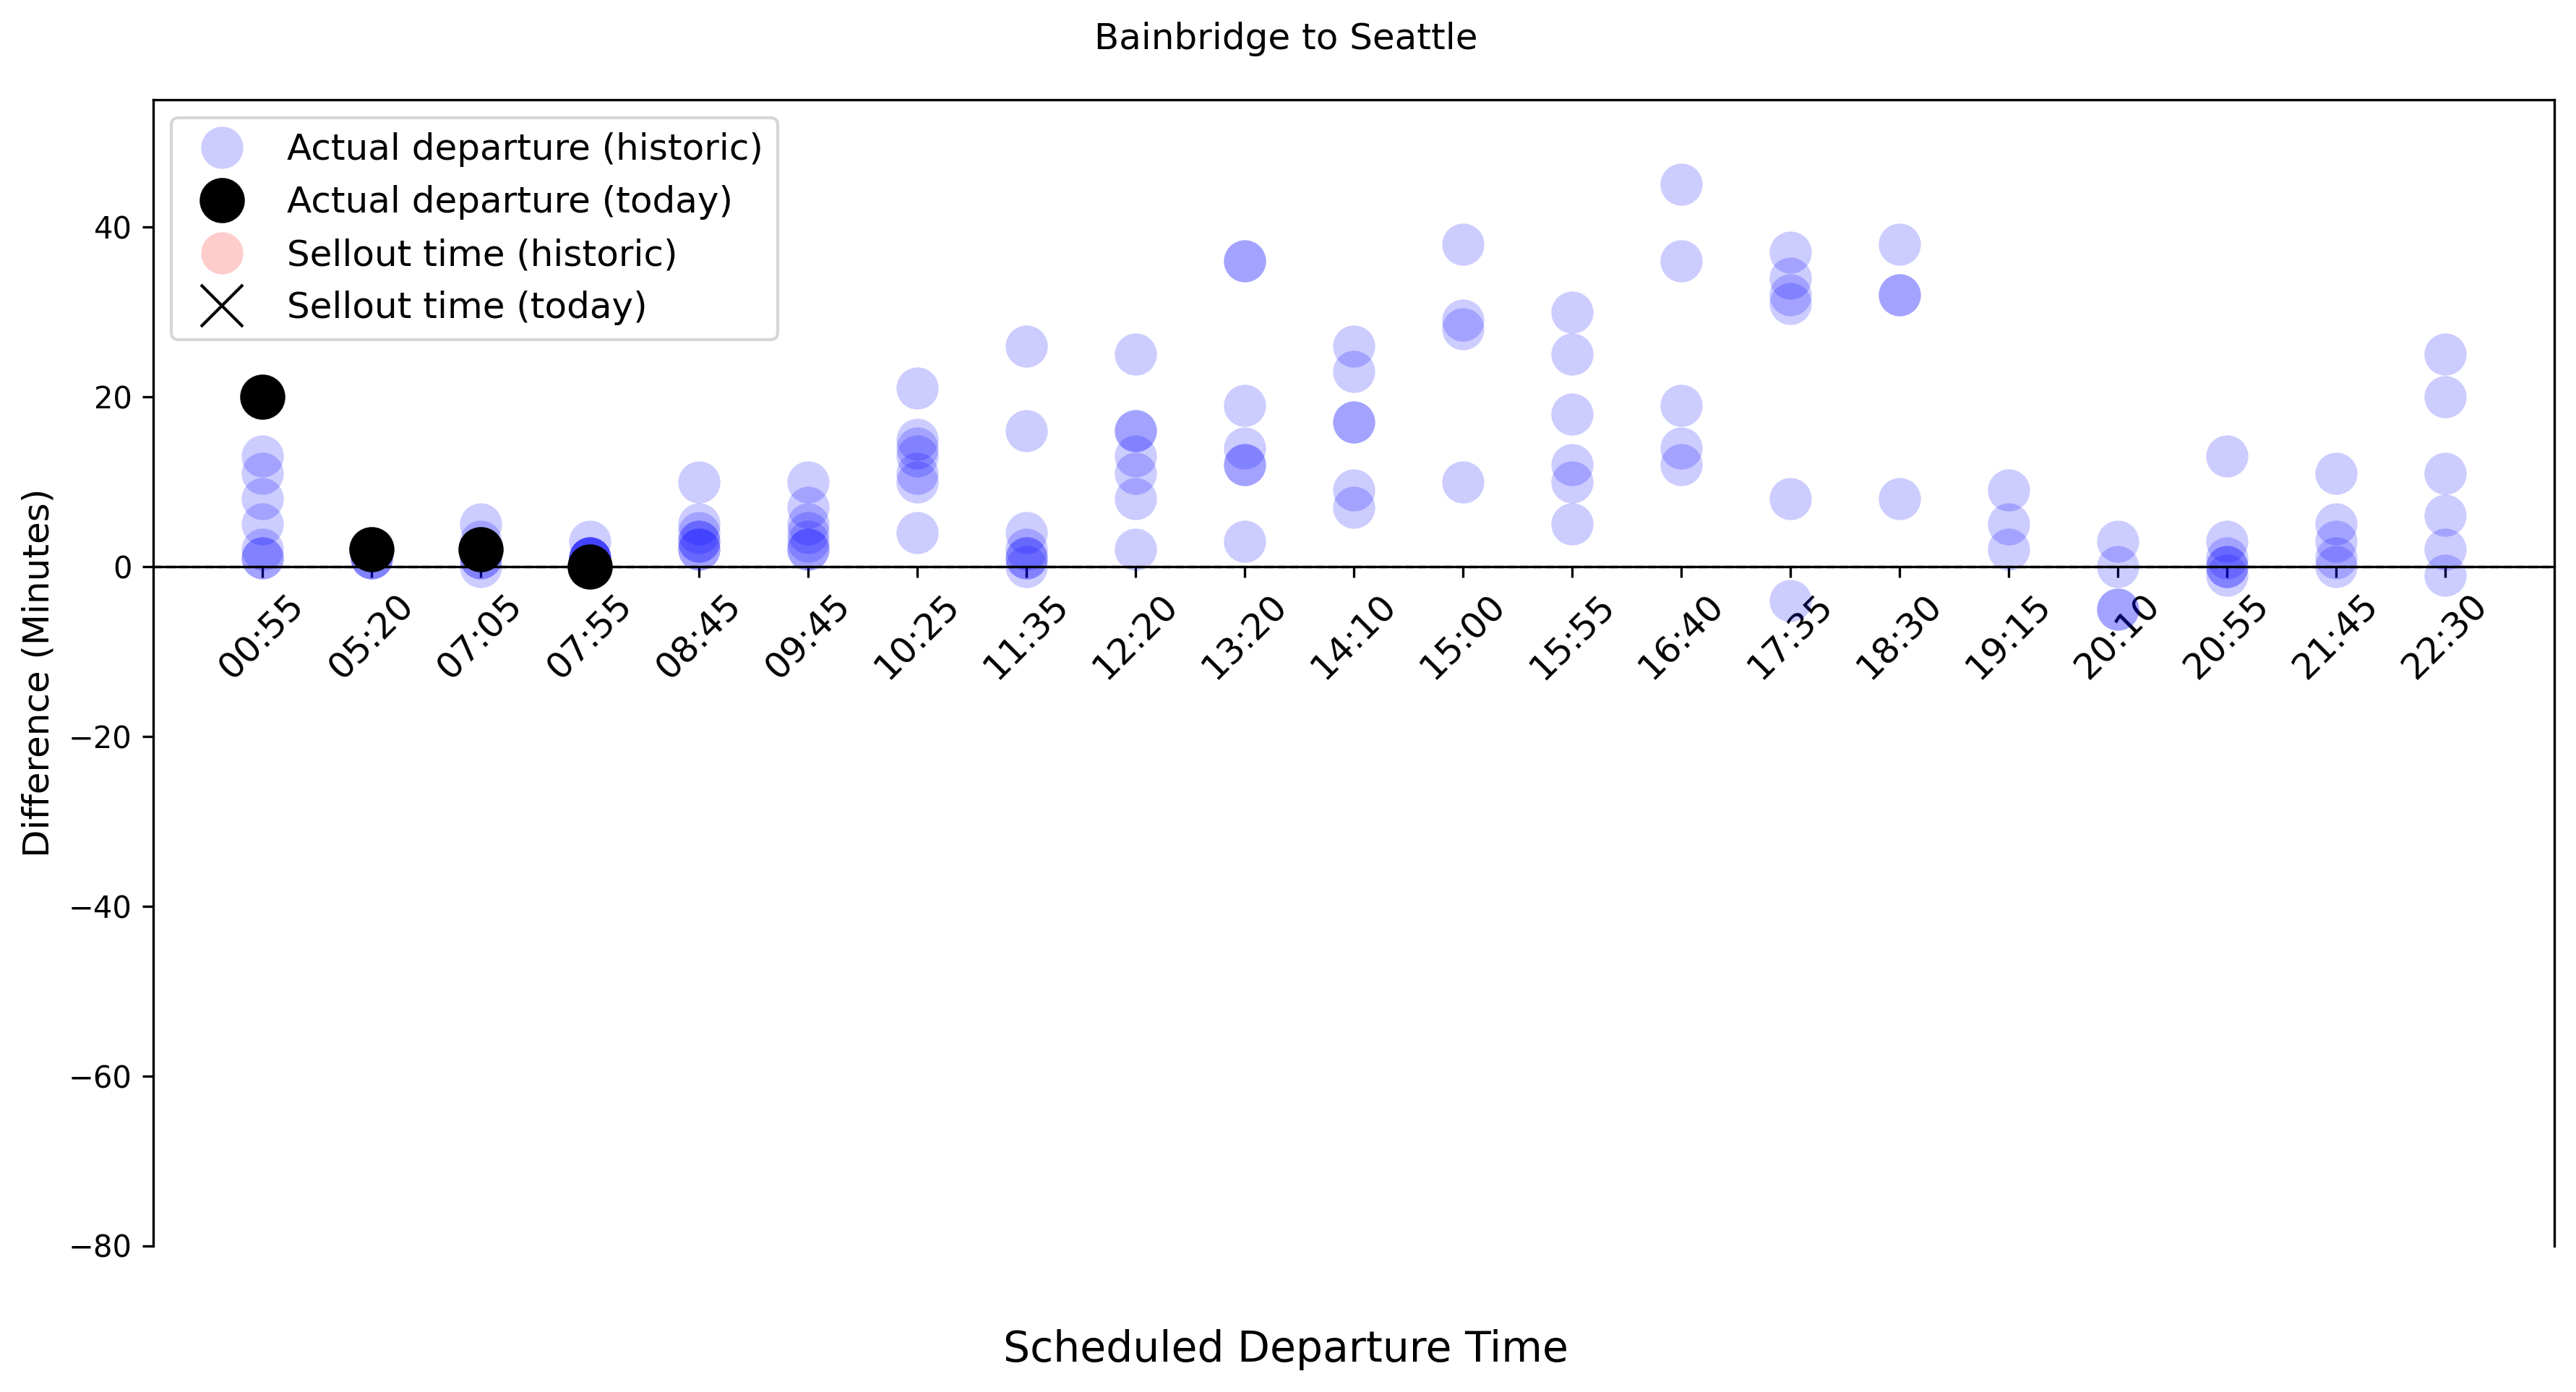 Bainbridge to Seattle
Actual departure (historic)
Actual departure (today)
Sellout time (historic)
Sellout time (today)
Difference (Minutes)
40
20
0
−20
−40
−60
−80
00:55 05:20 07:05 07:55 08:45 09:45 10:25 11:35 12:20 13:20 14:10 15:00 15:55 16:40 17:35 18:30 19:15 20:10 20:55 21:45 22:30
Scheduled Departure Time